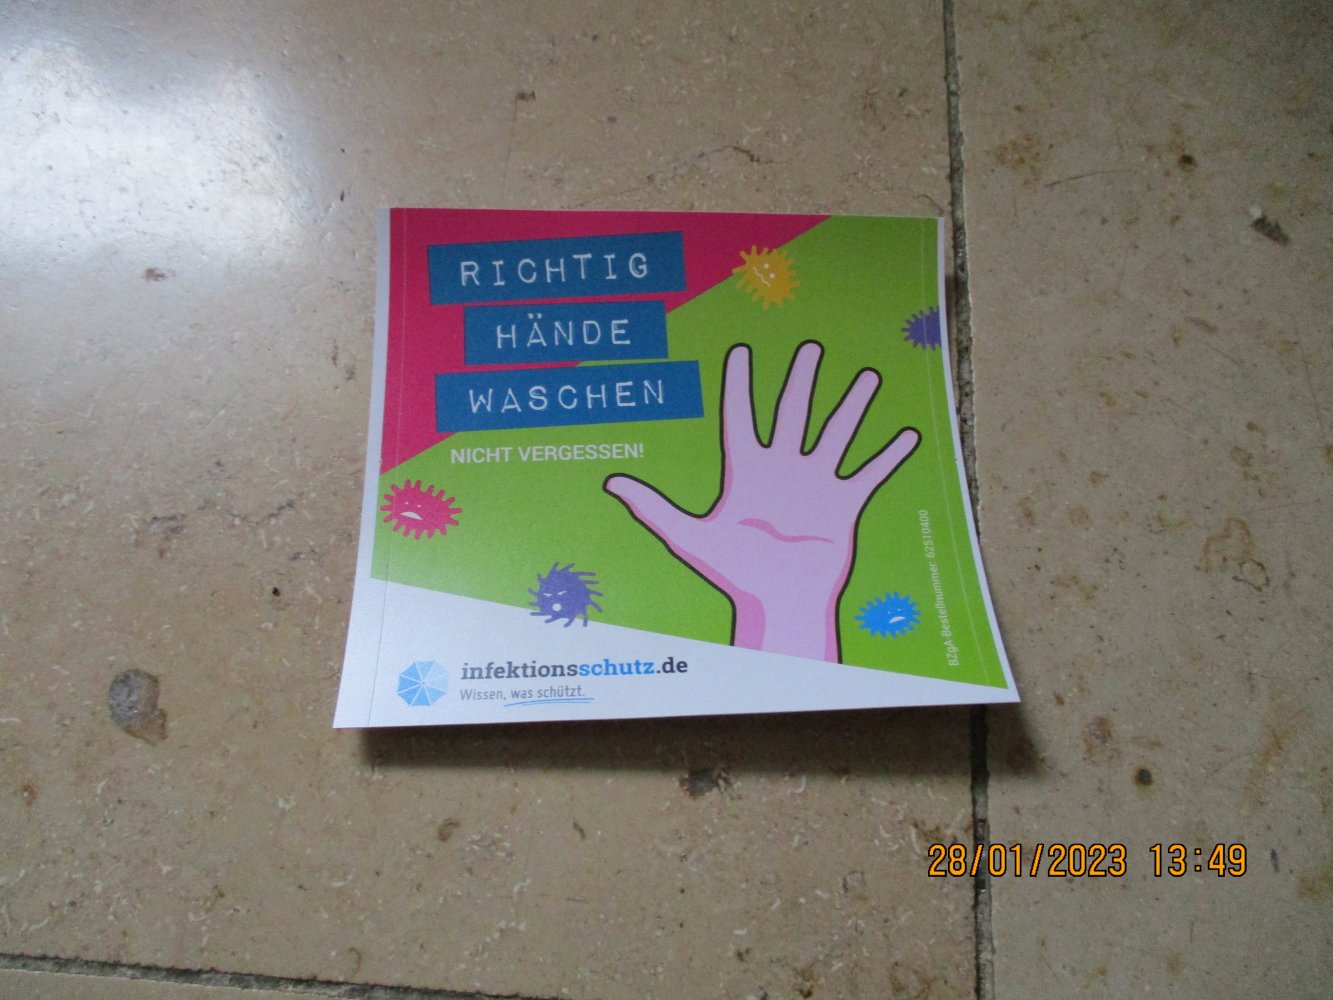 RICHTIG
HÄNDE
WASCHEN
NICHT VERGESSEN!
BZgA-Bestellnummer: 62510400
infektionsschutz.de
Wissen, was schützt.
28/01/2023 13:49